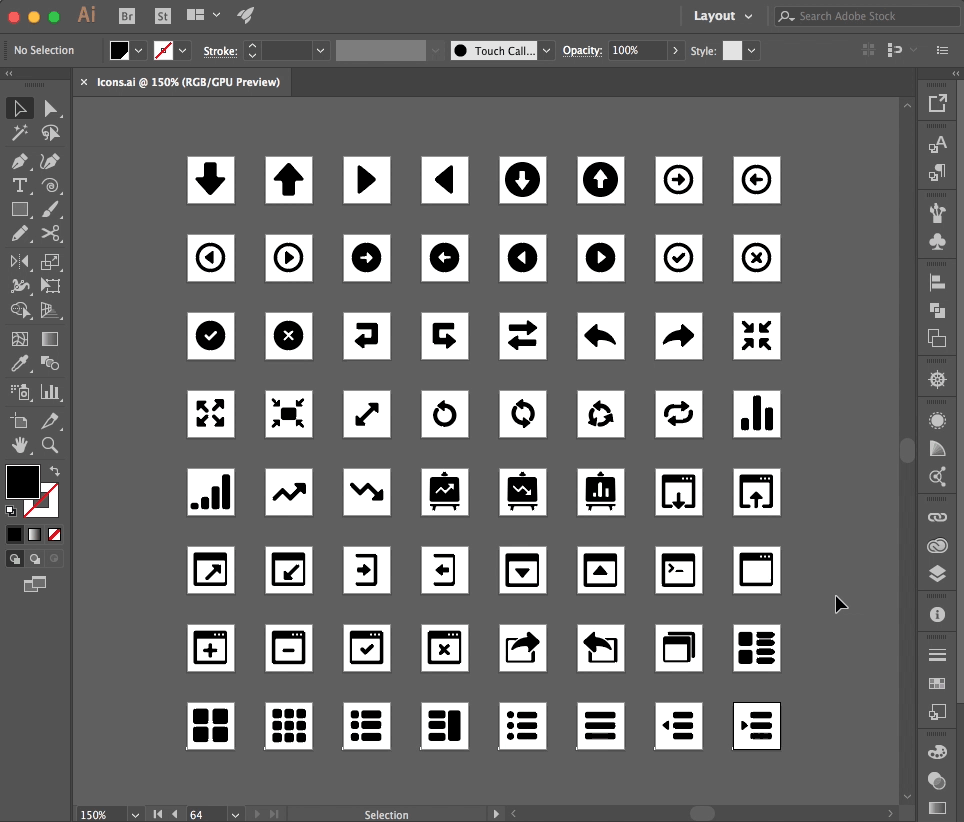 Ai Br St Layout Search Adobe Stock
No Selection Stroke: Touch Call... Opacity: 100% Style:
× Icons.ai @ 150% (RGB/GPU Preview)
T
A
150% 64 Selection